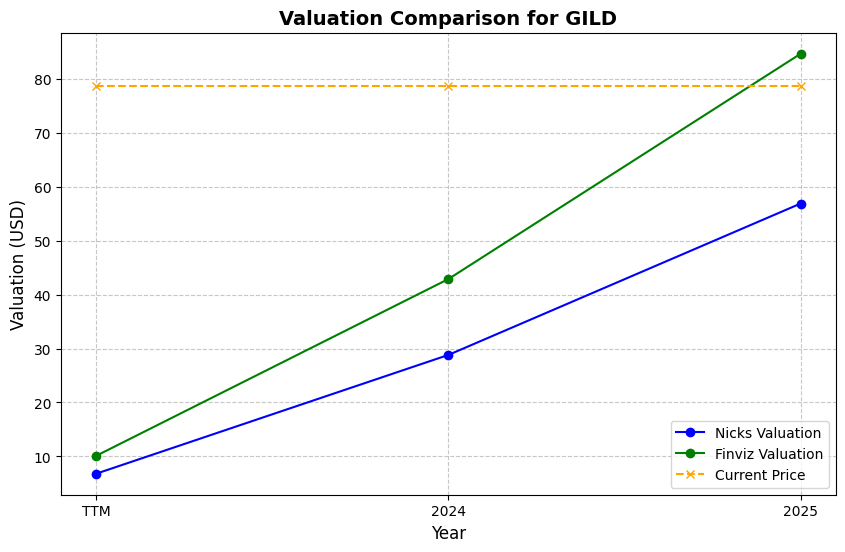 Valuation Comparison for GILD
Valuation (USD)
80
70
60
50
40
30
20
10
TTM
2024
2025
Year
Nicks Valuation
Finviz Valuation
Current Price